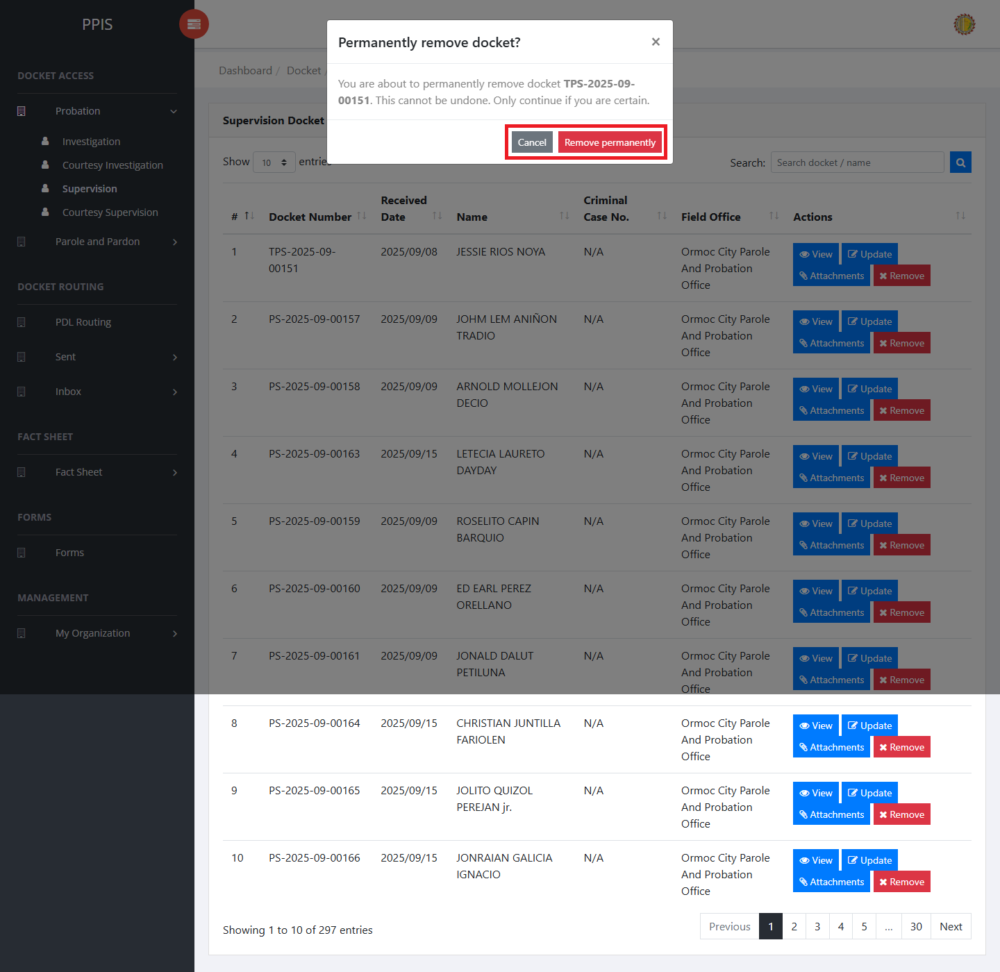 PPIS
DOCKET ACCESS
Probation
Investigation
Courtesy Investigation
Supervision
Courtesy Supervision
Parole and Pardon
DOCKET ROUTING
PDL Routing
Sent
Inbox
FACT SHEET
Fact Sheet
FORMS
Forms
MANAGEMENT
My Organization
Dashboard / Docket /
Permanently remove docket? ×
You are about to permanently remove docket TPS-2025-09-
00151. This cannot be undone. Only continue if you are certain.
Cancel Remove permanently
Supervision Docket
Show 10 entries
Search: Search docket / name
# Docket Number Received Date Name Criminal Case No. Field Office Actions
1 TPS-2025-09- 2025/09/08 JESSIE RIOS NOYA N/A Ormoc City Parole View Update
00151 And Probation Attachments Remove
Office
2 PS-2025-09-00157 2025/09/09 JOHM LEM ANIÑON N/A Ormoc City Parole View Update
TRADIO And Probation Attachments Remove
Office
3 PS-2025-09-00158 2025/09/09 ARNOLD MOLLEJON N/A Ormoc City Parole View Update
DECIO And Probation Attachments Remove
Office
4 PS-2025-09-00163 2025/09/15 LETECIA LAURETO N/A Ormoc City Parole View Update
DAYDAY And Probation Attachments Remove
Office
5 PS-2025-09-00159 2025/09/09 ROSELITO CAPIN N/A Ormoc City Parole View Update
BARQUIO And Probation Attachments Remove
Office
6 PS-2025-09-00160 2025/09/09 ED EARL PEREZ N/A Ormoc City Parole View Update
ORELLANO And Probation Attachments Remove
Office
7 PS-2025-09-00161 2025/09/09 JONALD DALUT N/A Ormoc City Parole View Update
PETILUNA And Probation Attachments Remove
Office
8 PS-2025-09-00164 2025/09/15 CHRISTIAN JUNTILLA N/A Ormoc City Parole View Update
FARIOLEN And Probation Attachments Remove
Office
9 PS-2025-09-00165 2025/09/15 JOLITO QUIZOL N/A Ormoc City Parole View Update
PEREJAN jr. And Probation Attachments Remove
Office
10 PS-2025-09-00166 2025/09/15 JONRAIAN GALICIA N/A Ormoc City Parole View Update
IGNACIO And Probation Attachments Remove
Office
Showing 1 to 10 of 297 entries
Previous 1 2 3 4 5 ... 30 Next